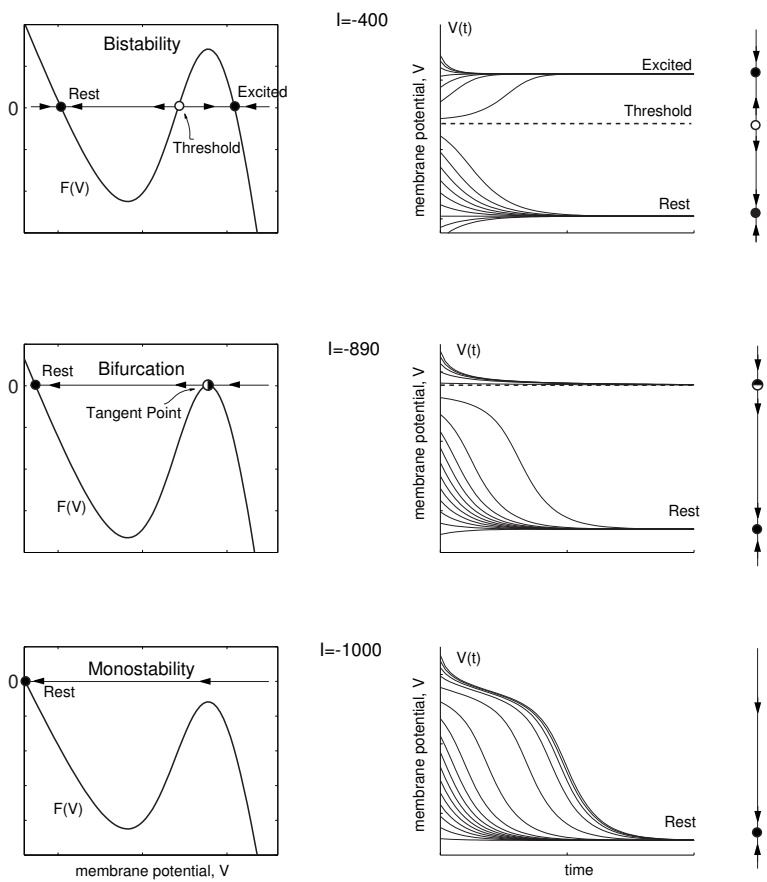 I=-400
Bistability
0
Rest
Excited
Threshold
F(V)
membrane potential, V
V(t)
Excited
Threshold
Rest
I=-890
Bifurcation
0
Rest
Tangent Point
F(V)
membrane potential, V
V(t)
Rest
I=-1000
Monostability
0
Rest
F(V)
membrane potential, V
membrane potential, V
V(t)
Rest
time